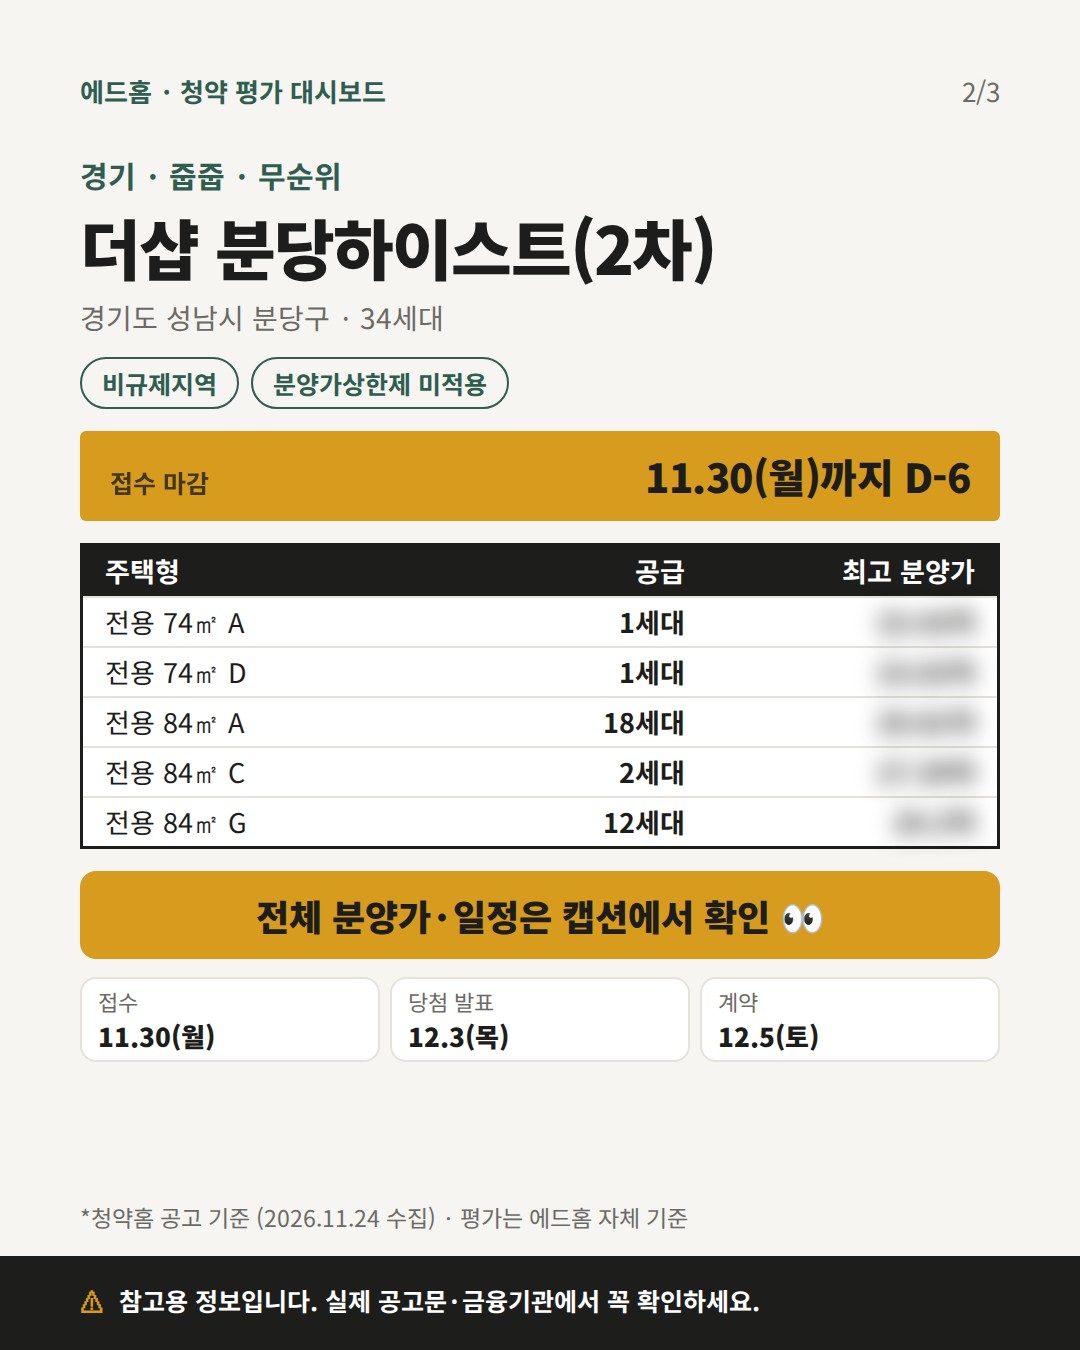 에드홈 · 청약 평가 대시보드 2/3
경기 · 줍줍 · 무순위
더샵 분당하이스트(2차)
경기도 성남시 분당구 · 34세대
비규제지역 분양가상한제 미적용
접수 마감 11.30(월)까지 D-6
주택형 공급 최고 분양가
전용 74㎡ A 1세대
전용 74㎡ D 1세대
전용 84㎡ A 18세대
전용 84㎡ C 2세대
전용 84㎡ G 12세대
전체 분양가·일정은 캡션에서 확인 👀
접수 당첨 발표 계약
11.30(월) 12.3(목) 12.5(토)
*청약홈 공고 기준 (2026.11.24 수집) · 평가는 에드홈 자체 기준
⚠ 참고용 정보입니다. 실제 공고문·금융기관에서 꼭 확인하세요.